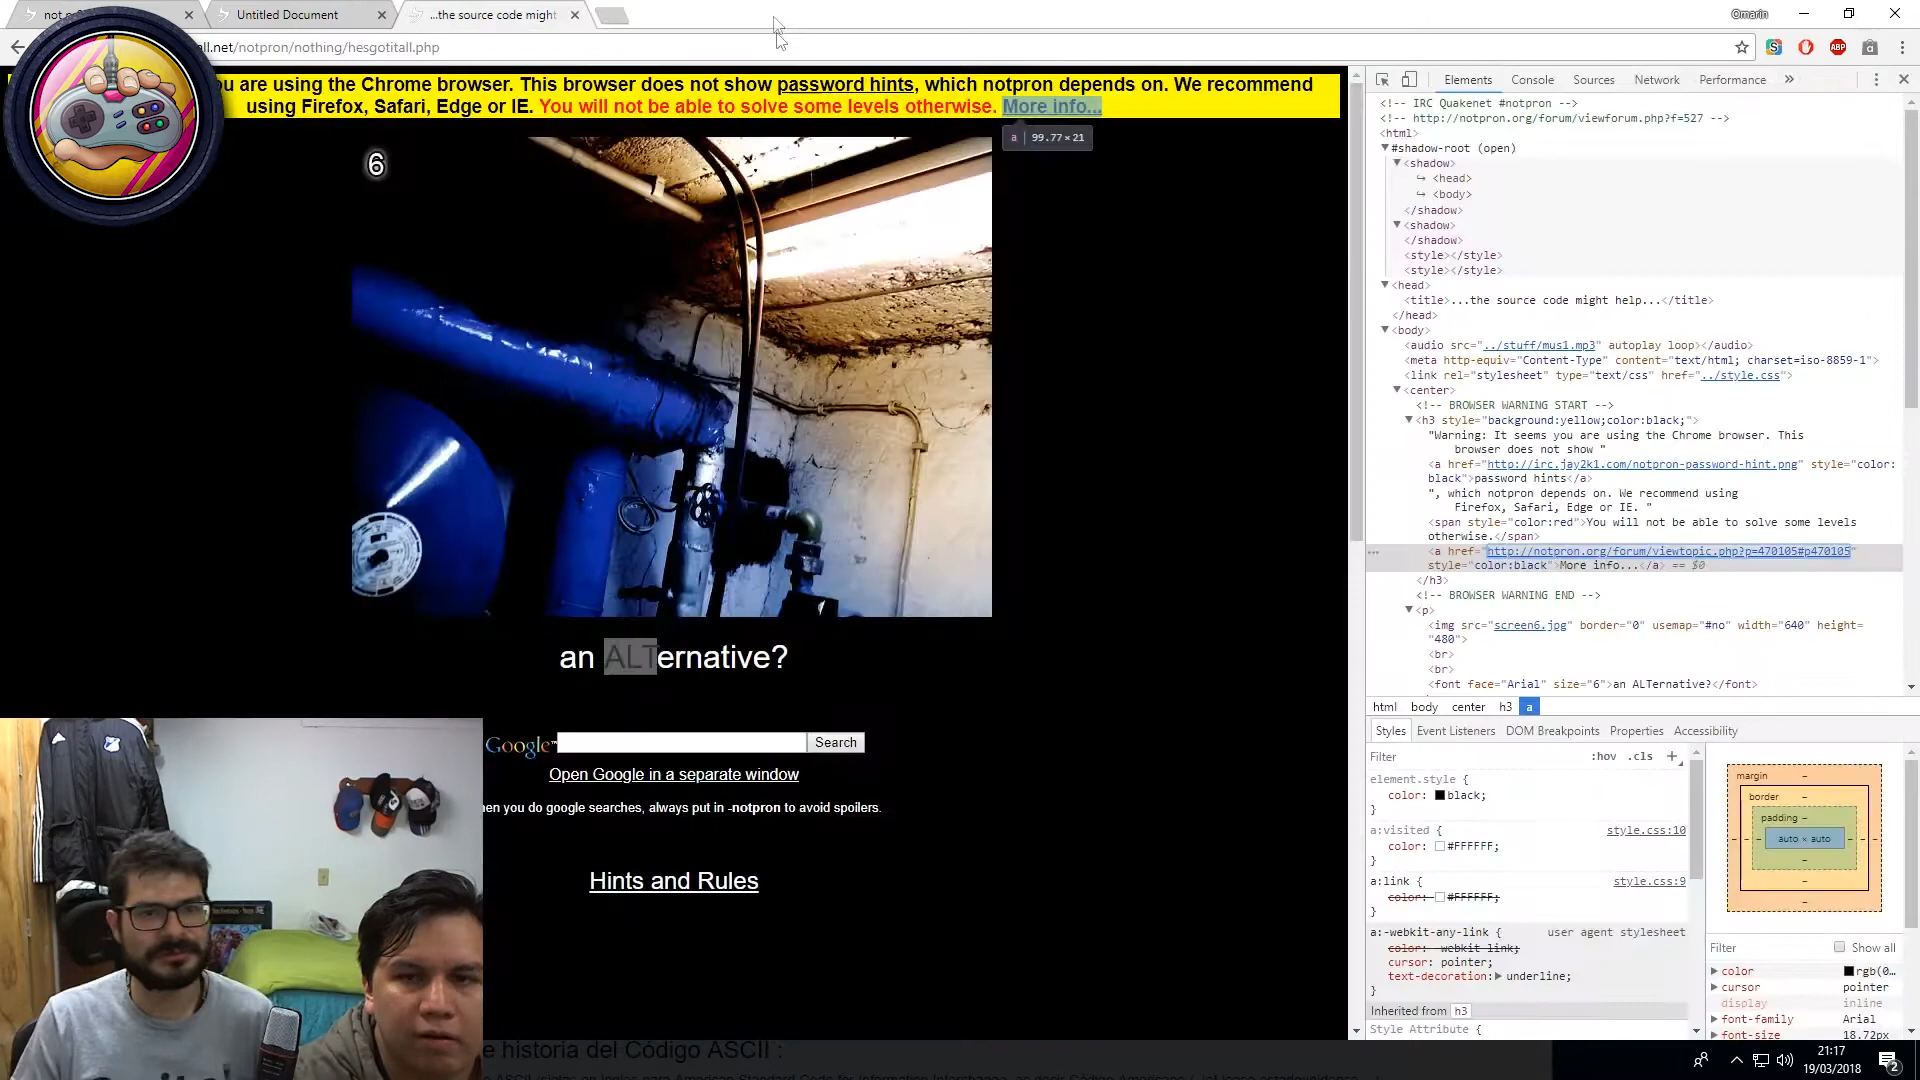 Untitled Document
...the source code might
Omarin
all.net/notpron/nothing/hesgotitall.php
you are using the Chrome browser. This browser does not show password hints, which notpron depends on. We recommend
using Firefox, Safari, Edge or IE. You will not be able to solve some levels otherwise. More info...
a 99.77×21
6
an ALTernative?
Google™ Search
Open Google in a separate window
en you do google searches, always put in -notpron to avoid spoilers.
Hints and Rules
e historia del Código ASCII :
Elements Console Sources Network Performance »
<!-- IRC Quakenet #notpron -->
<!-- http://notpron.org/forum/viewforum.php?f=527 -->
<html>
▼#shadow-root (open)
▼<shadow>
↪ <head>
↪ <body>
</shadow>
▼<shadow>
</shadow>
<style></style>
<style></style>
▼<head>
<title>...the source code might help...</title>
</head>
▼<body>
<audio src="../stuff/mus1.mp3" autoplay loop></audio>
<meta http-equiv="Content-Type" content="text/html; charset=iso-8859-1">
<link rel="stylesheet" type="text/css" href="../style.css">
▼<center>
<!-- BROWSER WARNING START -->
▼<h3 style="background:yellow;color:black;">
"Warning: It seems you are using the Chrome browser. This
browser does not show "
<a href="http://irc.jay2k1.com/notpron-password-hint.png" style="color:
black">password hints</a>
", which notpron depends on. We recommend using
Firefox, Safari, Edge or IE. "
<span style="color:red">You will not be able to solve some levels
otherwise.</span>
<a href="http://notpron.org/forum/viewtopic.php?p=470105#p470105"
style="color:black">More info...</a> == $0
</h3>
<!-- BROWSER WARNING END -->
▼<p>
<img src="screen6.jpg" border="0" usemap="#no" width="640" height=
"480">
<br>
<br>
<font face="Arial" size="6">an ALTernative?</font>
html body center h3 a
Styles Event Listeners DOM Breakpoints Properties Accessibility
Filter :hov .cls +
element.style {
color: black;
}
a:visited { style.css:10
color: #FFFFFF;
}
a:link { style.css:9
color: #FFFFFF;
}
a:-webkit-any-link { user agent stylesheet
color: -webkit-link;
cursor: pointer;
text-decoration: underline;
}
Inherited from h3
Style Attribute {
margin –
border –
padding –
auto × auto
Filter Show all
color rgb(0…
cursor pointer
display inline
font-family Arial
font-size 18.72px
21:17
19/03/2018
2